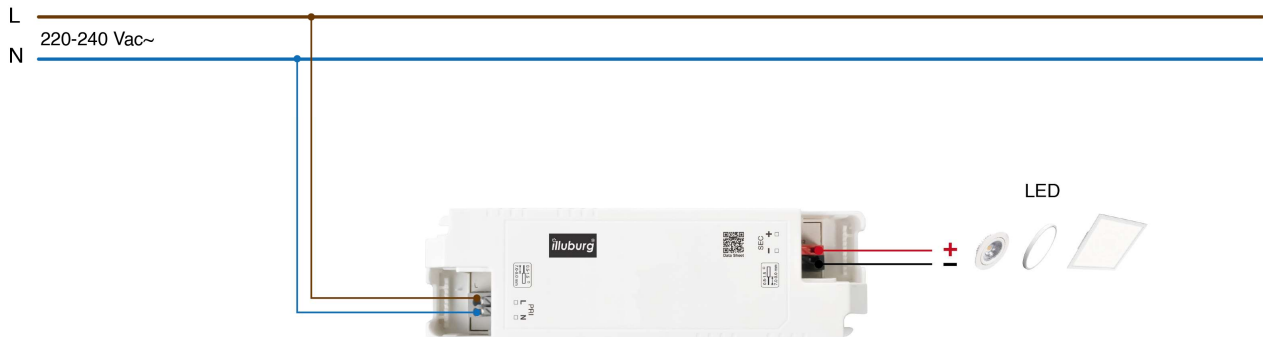 L
220-240 Vac~
N
LED
illuburg
Data Sheet
SEC
+
-
+
-
PRI
L
N